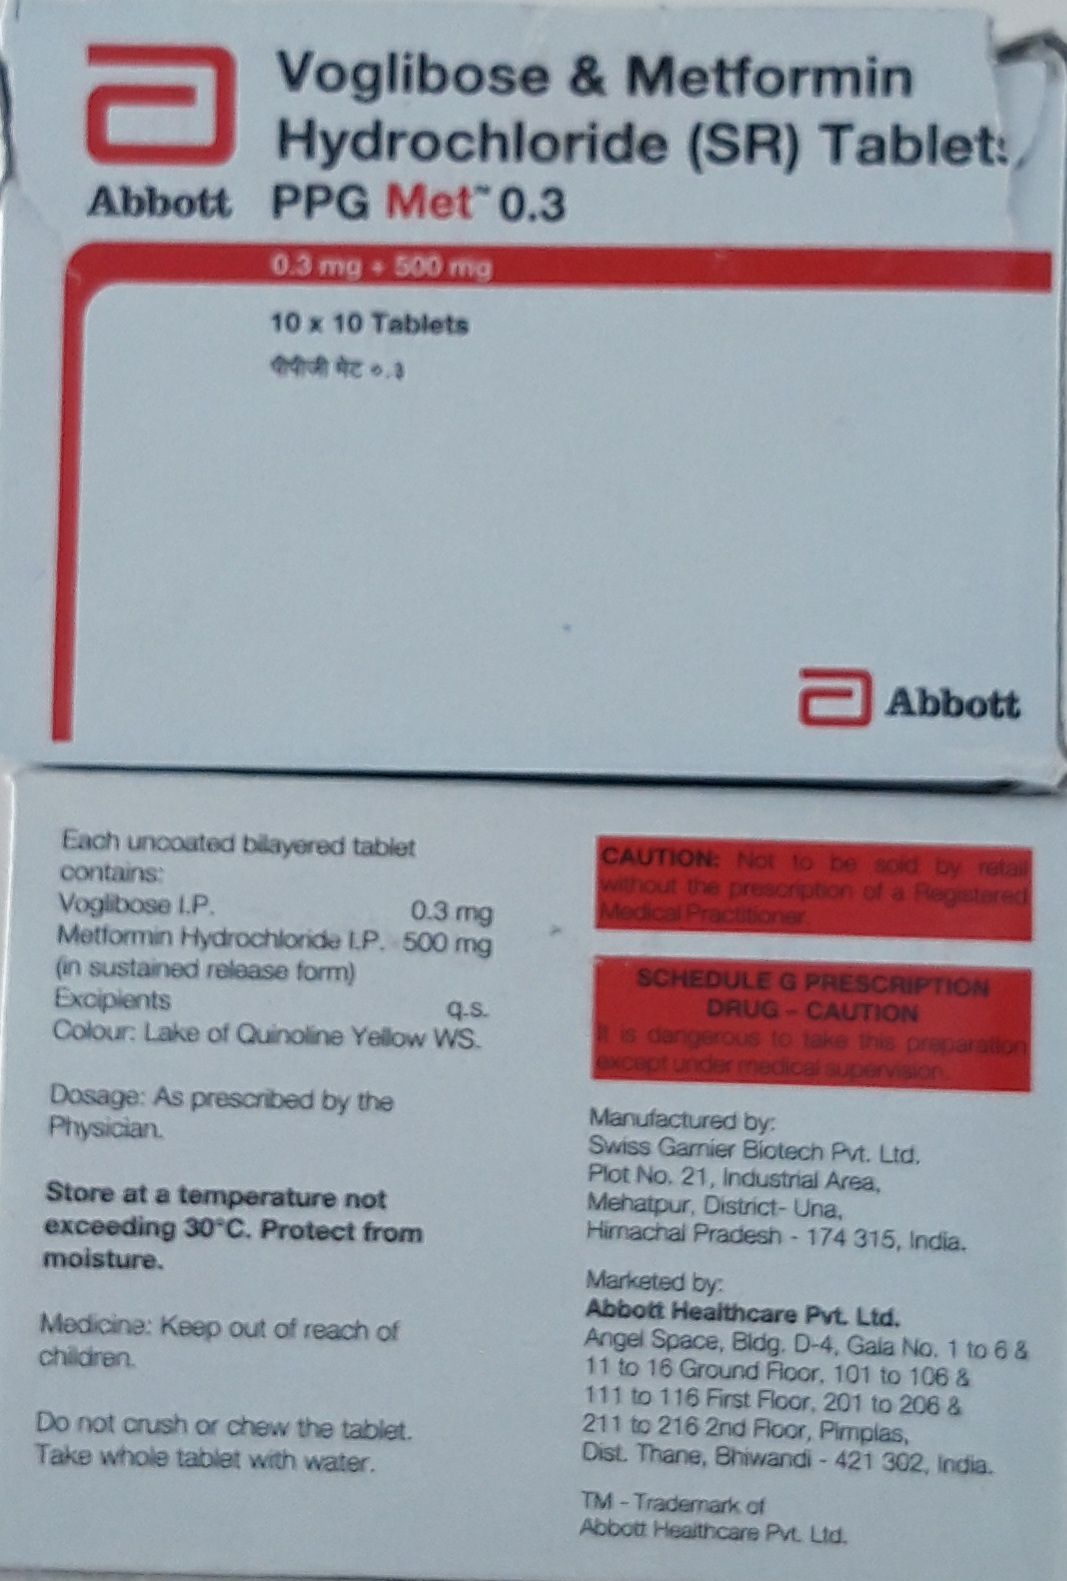 Voglibose & Metformin
Hydrochloride (SR) Tablets
Abbott
PPG Met™ 0.3
0.3 mg + 500 mg
10 x 10 Tablets
पीपीजी मेट ०.३
Abbott
Each uncoated bilayered tablet
contains:
Voglibose I.P. 0.3 mg
Metformin Hydrochloride I.P. 500 mg
(in sustained release form)
Excipients q.s.
Colour: Lake of Quinoline Yellow WS.
Dosage: As prescribed by the
Physician.
Store at a temperature not
exceeding 30°C. Protect from
moisture.
Medicine: Keep out of reach of
children.
Do not crush or chew the tablet.
Take whole tablet with water.
CAUTION: Not to be sold by retail
without the prescription of a Registered
Medical Practitioner.
SCHEDULE G PRESCRIPTION
DRUG – CAUTION
It is dangerous to take this preparation
except under medical supervision.
Manufactured by:
Swiss Garnier Biotech Pvt. Ltd.
Plot No. 21, Industrial Area,
Mehatpur, District- Una,
Himachal Pradesh - 174 315, India.
Marketed by:
Abbott Healthcare Pvt. Ltd.
Angel Space, Bldg. D-4, Gala No. 1 to 6 &
11 to 16 Ground Floor, 101 to 106 &
111 to 116 First Floor, 201 to 206 &
211 to 216 2nd Floor, Pimplas,
Dist. Thane, Bhiwandi - 421 302, India.
TM - Trademark of
Abbott Healthcare Pvt. Ltd.